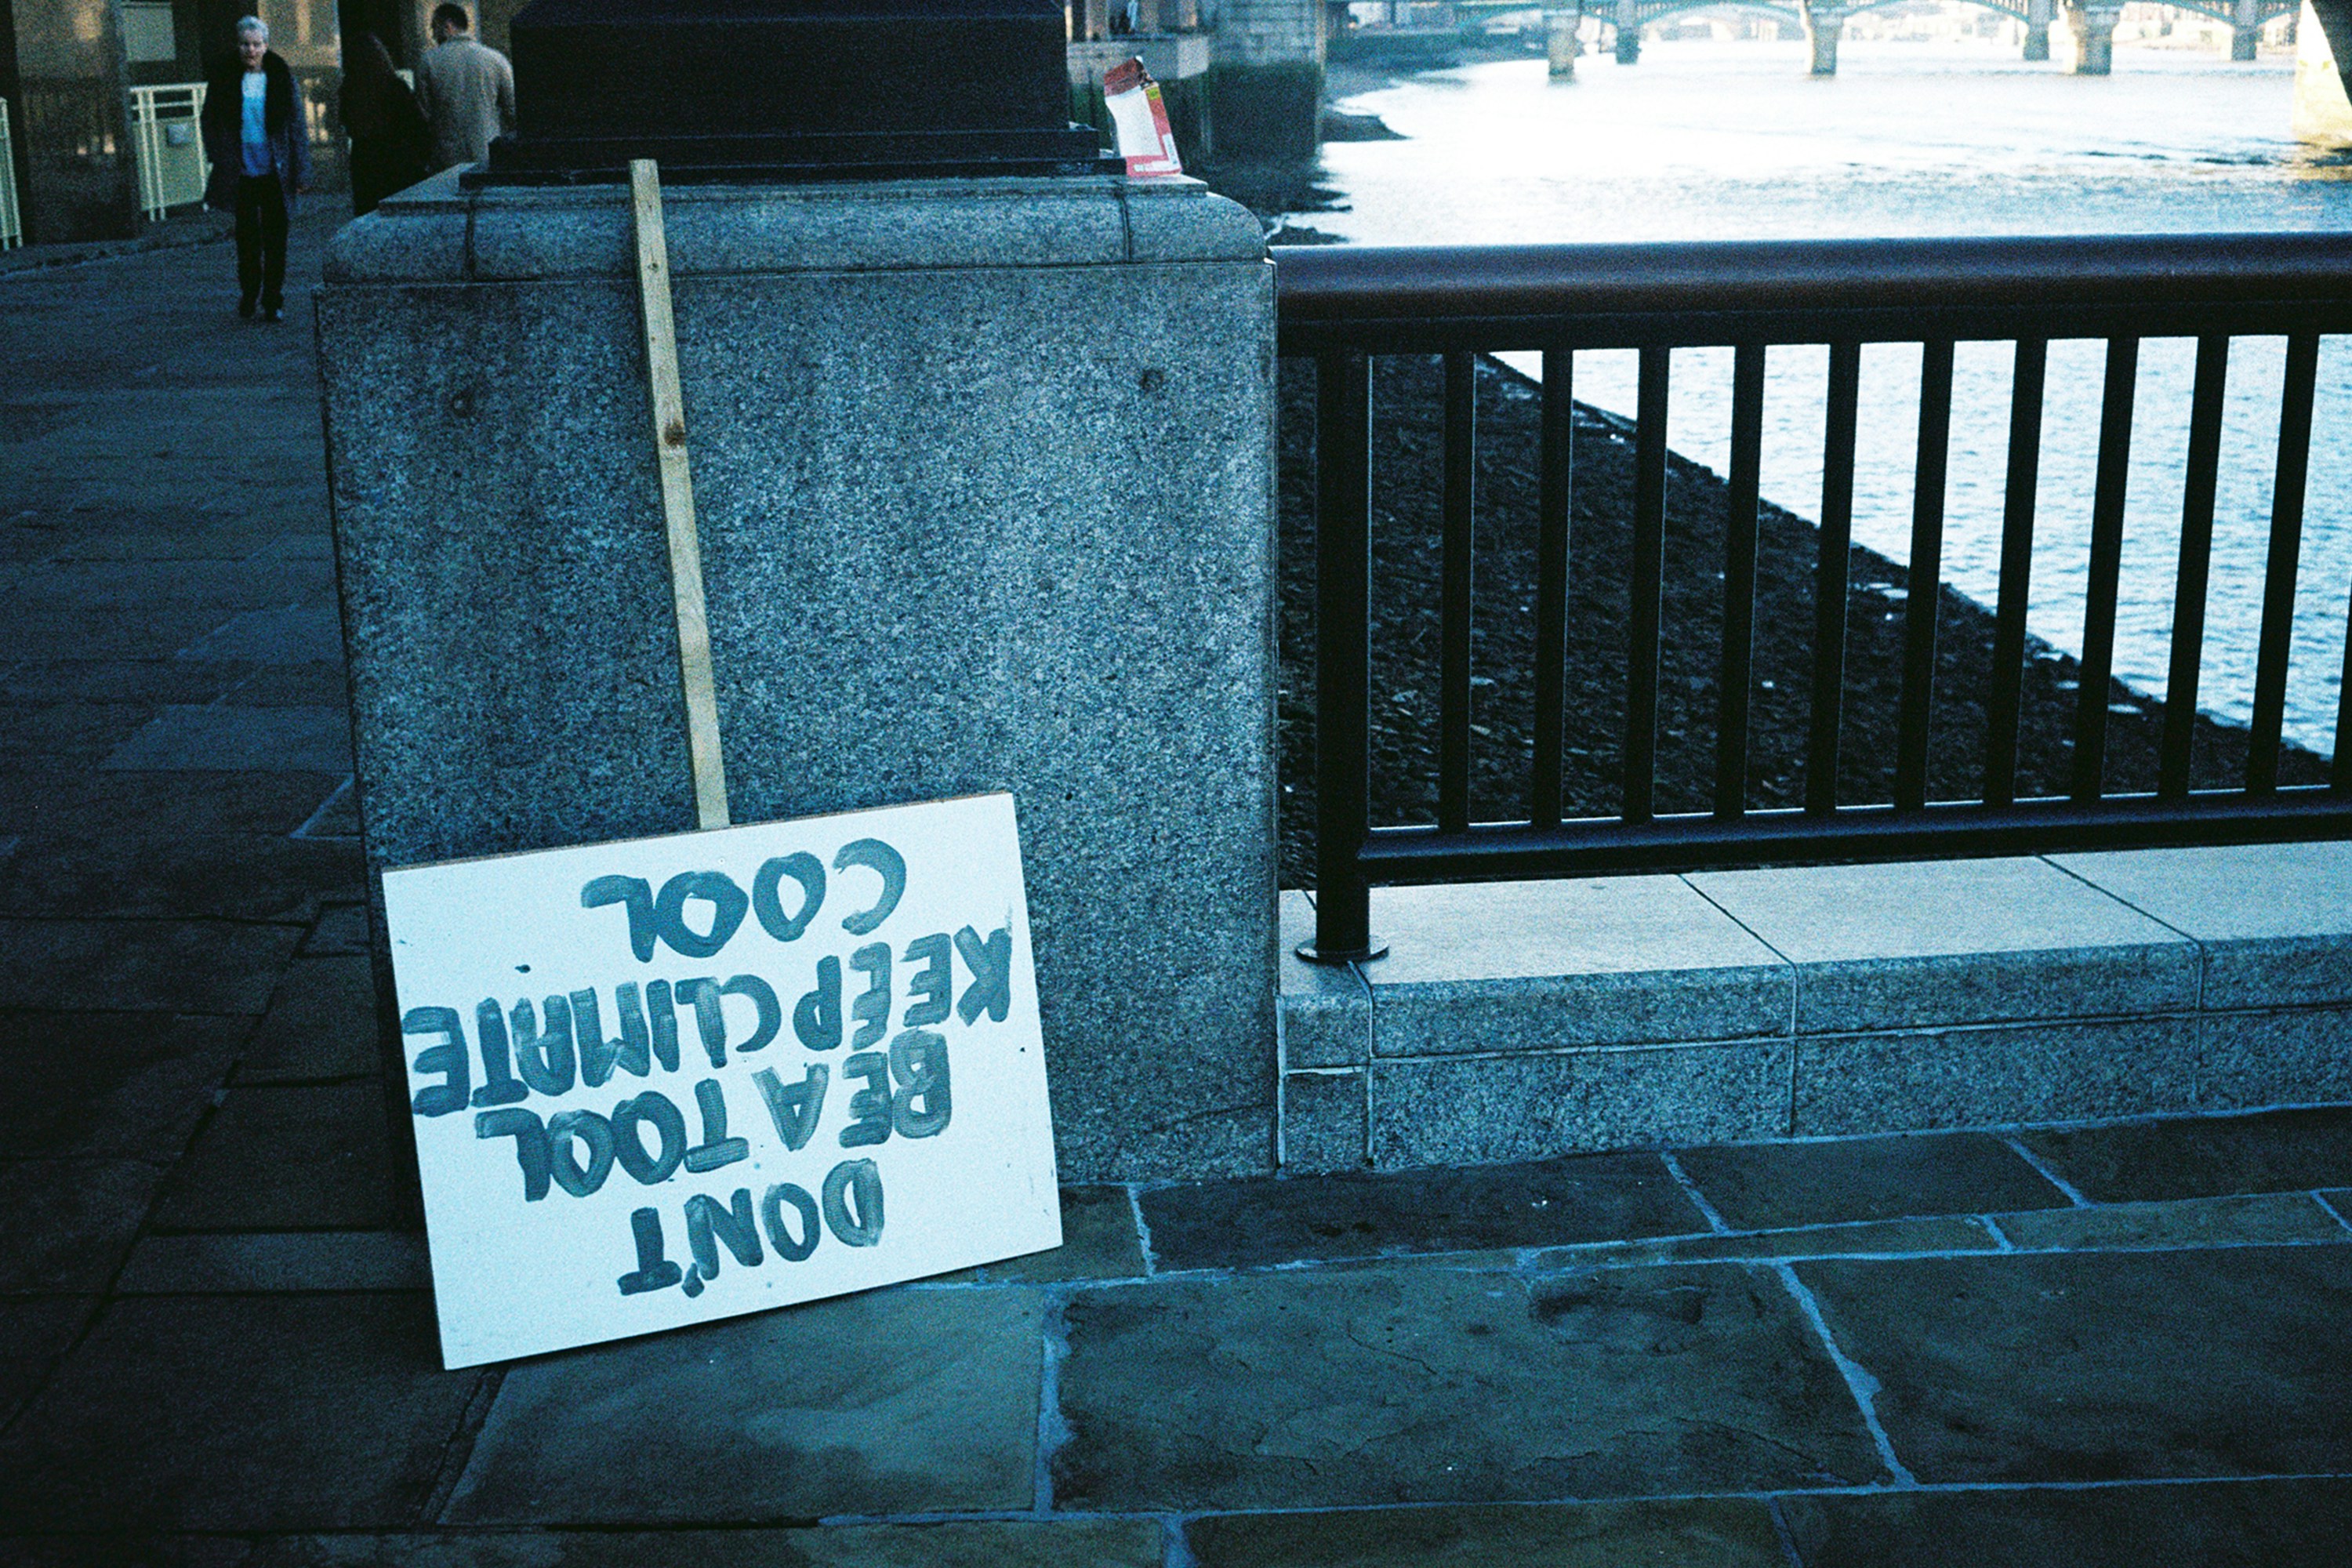 DON'T
BE A TOOL
KEEP CLIMATE
COOL